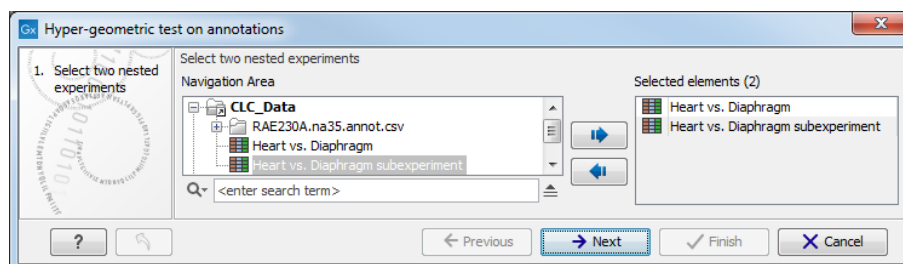 Gx Hyper-geometric test on annotations
1. Select two nested
experiments
Select two nested experiments
Navigation Area
CLC_Data
RAE230A.na35.annot.csv
Heart vs. Diaphragm
Heart vs. Diaphragm subexperiment
<enter search term>
Selected elements (2)
Heart vs. Diaphragm
Heart vs. Diaphragm subexperiment
?
Previous
Next
Finish
Cancel